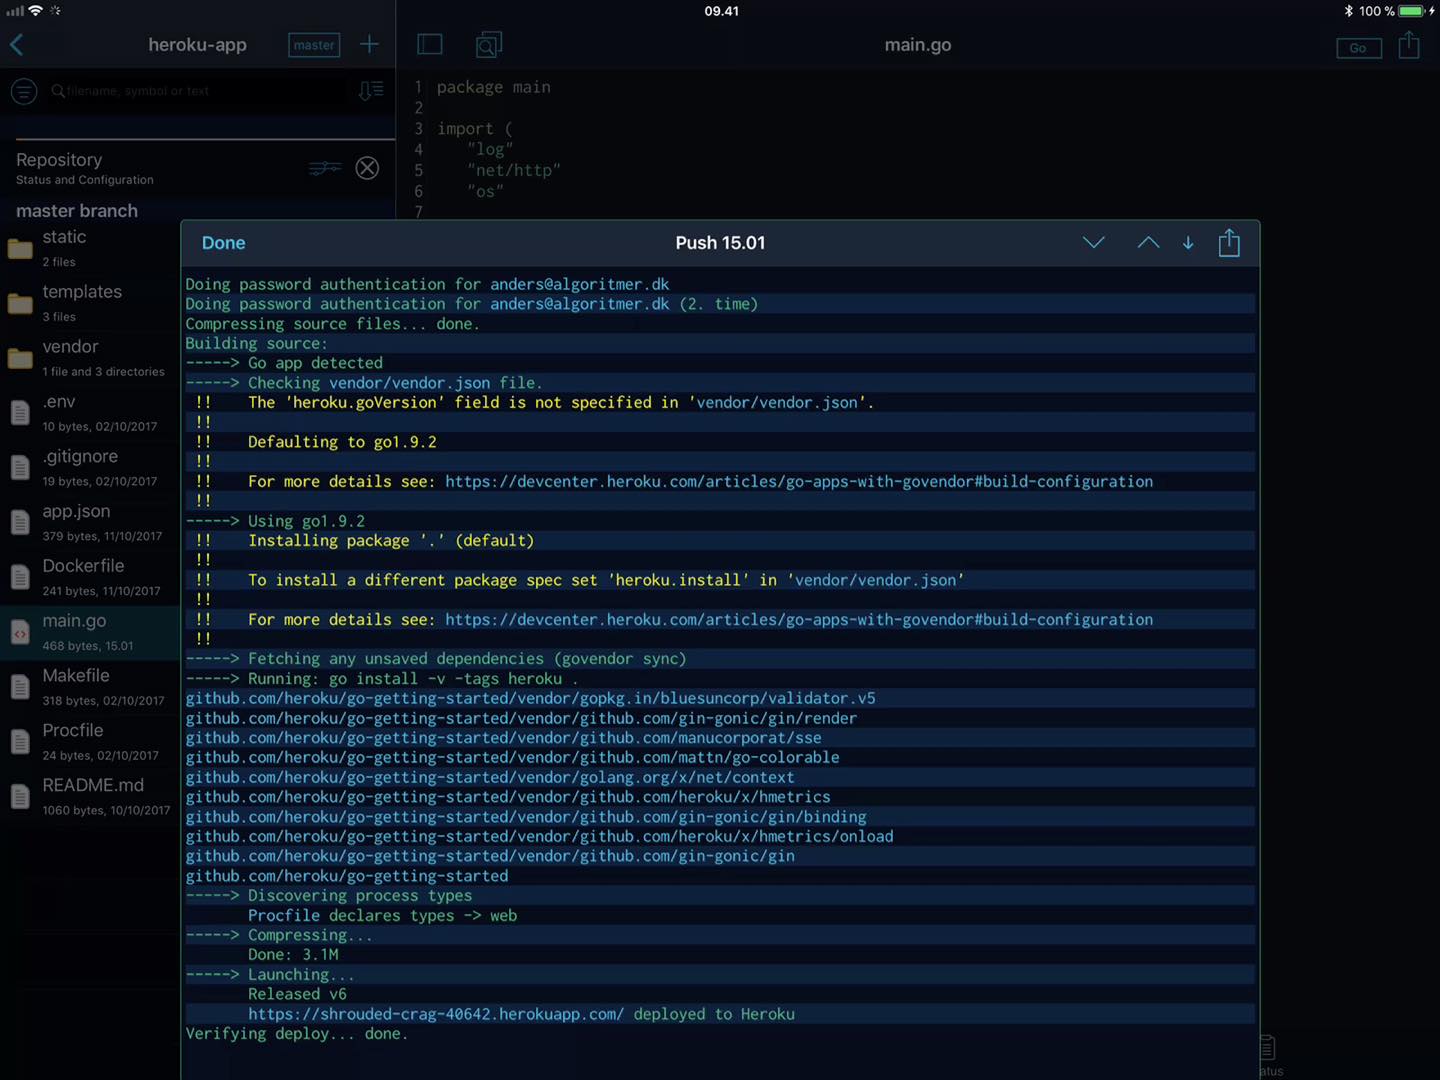 09.41
100 %
heroku-app
master
main.go
Go
filename, symbol or text
Repository
Status and Configuration
master branch
static
2 files
templates
3 files
vendor
1 file and 3 directories
.env
10 bytes, 02/10/2017
.gitignore
19 bytes, 02/10/2017
app.json
379 bytes, 11/10/2017
Dockerfile
241 bytes, 11/10/2017
main.go
468 bytes, 15.01
Makefile
318 bytes, 02/10/2017
Procfile
24 bytes, 02/10/2017
README.md
1060 bytes, 10/10/2017
1 package main
2
3 import (
4 "log"
5 "net/http"
6 "os"
7
Done
Push 15.01
Doing password authentication for anders@algoritmer.dk
Doing password authentication for anders@algoritmer.dk (2. time)
Compressing source files... done.
Building source:
-----> Go app detected
-----> Checking vendor/vendor.json file.
!! The 'heroku.goVersion' field is not specified in 'vendor/vendor.json'.
!!
!! Defaulting to go1.9.2
!!
!! For more details see: https://devcenter.heroku.com/articles/go-apps-with-govendor#build-configuration
!!
-----> Using go1.9.2
!! Installing package '.' (default)
!!
!! To install a different package spec set 'heroku.install' in 'vendor/vendor.json'
!!
!! For more details see: https://devcenter.heroku.com/articles/go-apps-with-govendor#build-configuration
!!
-----> Fetching any unsaved dependencies (govendor sync)
-----> Running: go install -v -tags heroku .
github.com/heroku/go-getting-started/vendor/gopkg.in/bluesuncorp/validator.v5
github.com/heroku/go-getting-started/vendor/github.com/gin-gonic/gin/render
github.com/heroku/go-getting-started/vendor/github.com/manucorporat/sse
github.com/heroku/go-getting-started/vendor/github.com/mattn/go-colorable
github.com/heroku/go-getting-started/vendor/golang.org/x/net/context
github.com/heroku/go-getting-started/vendor/github.com/heroku/x/hmetrics
github.com/heroku/go-getting-started/vendor/github.com/gin-gonic/gin/binding
github.com/heroku/go-getting-started/vendor/github.com/heroku/x/hmetrics/onload
github.com/heroku/go-getting-started/vendor/github.com/gin-gonic/gin
github.com/heroku/go-getting-started
-----> Discovering process types
Procfile declares types -> web
-----> Compressing...
Done: 3.1M
-----> Launching...
Released v6
https://shrouded-crag-40642.herokuapp.com/ deployed to Heroku
Verifying deploy... done.
atus